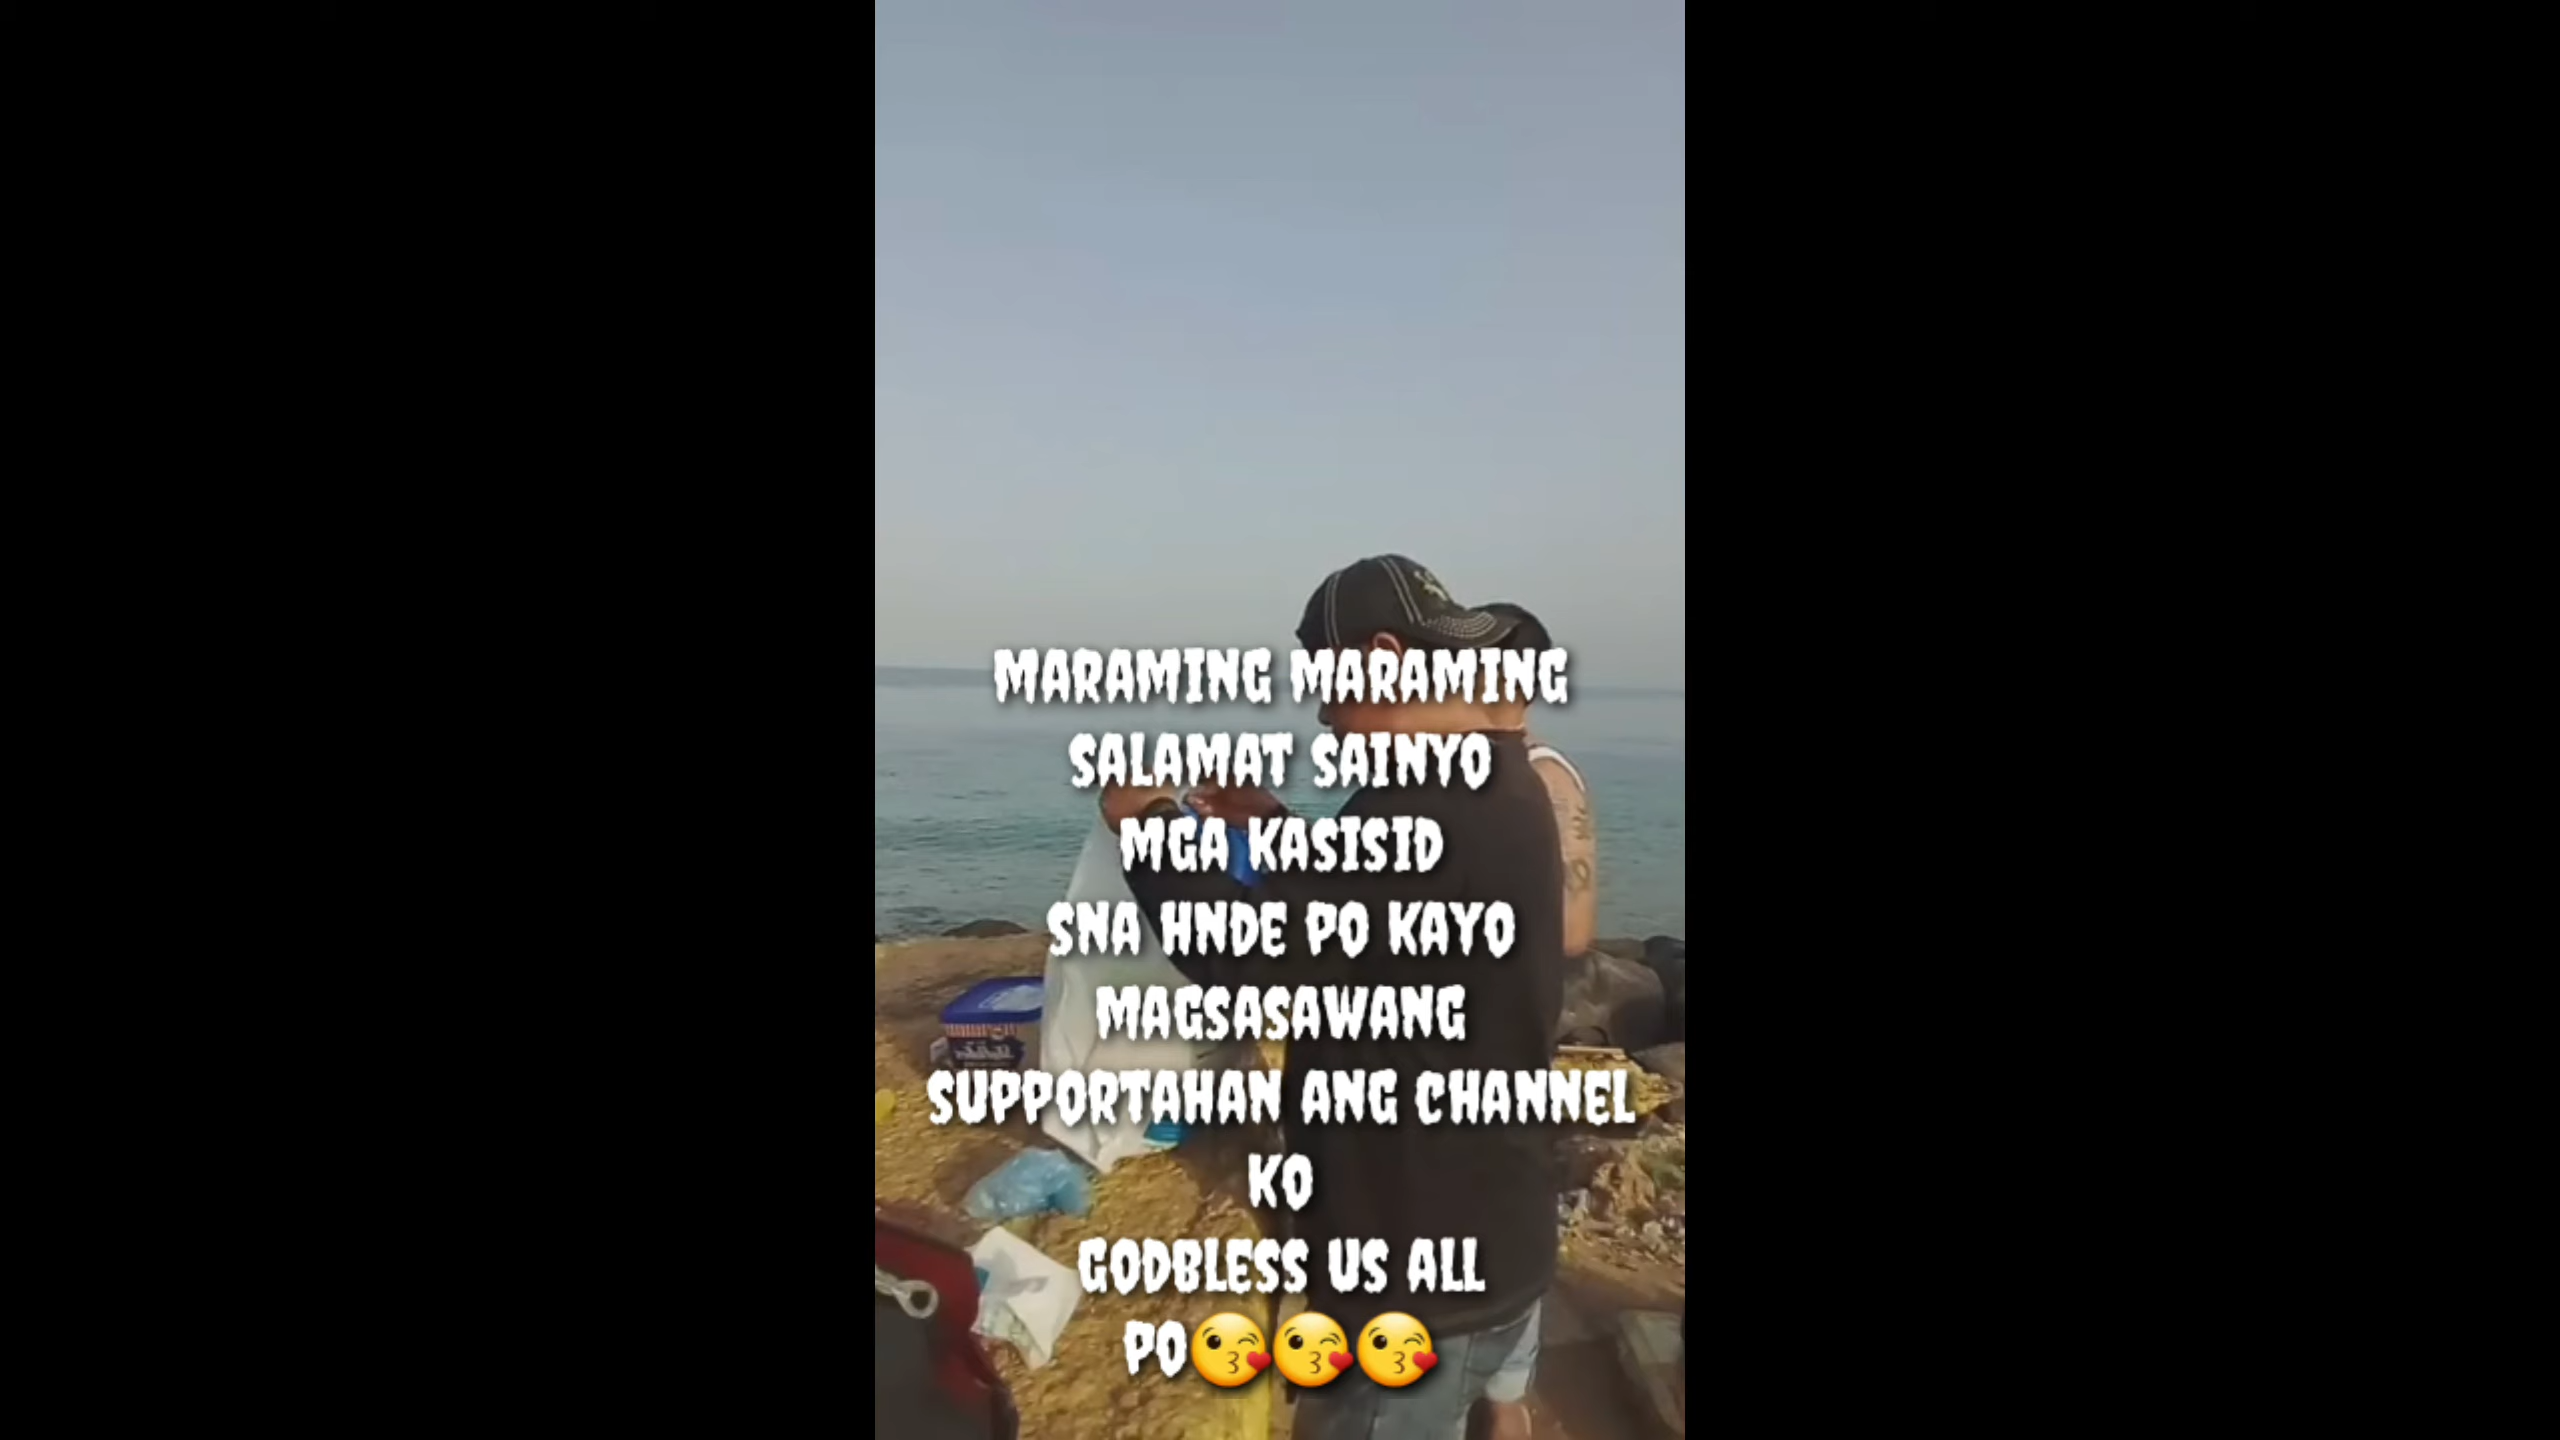 MARAMING MARAMING
SALAMAT SAINYO
MGA KASISID
SNA HNDE PO KAYO
MAGSASAWANG
SUPPORTAHAN ANG CHANNEL
KO
GODBLESS US ALL
PO😘😘😘